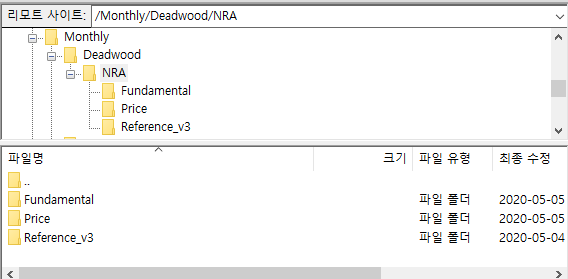 리모트 사이트: /Monthly/Deadwood/NRA
Monthly
Deadwood
NRA
Fundamental
Price
Reference_v3
파일명 크기 파일 유형 최종 수정
..
Fundamental 파일 폴더 2020-05-05
Price 파일 폴더 2020-05-05
Reference_v3 파일 폴더 2020-05-04